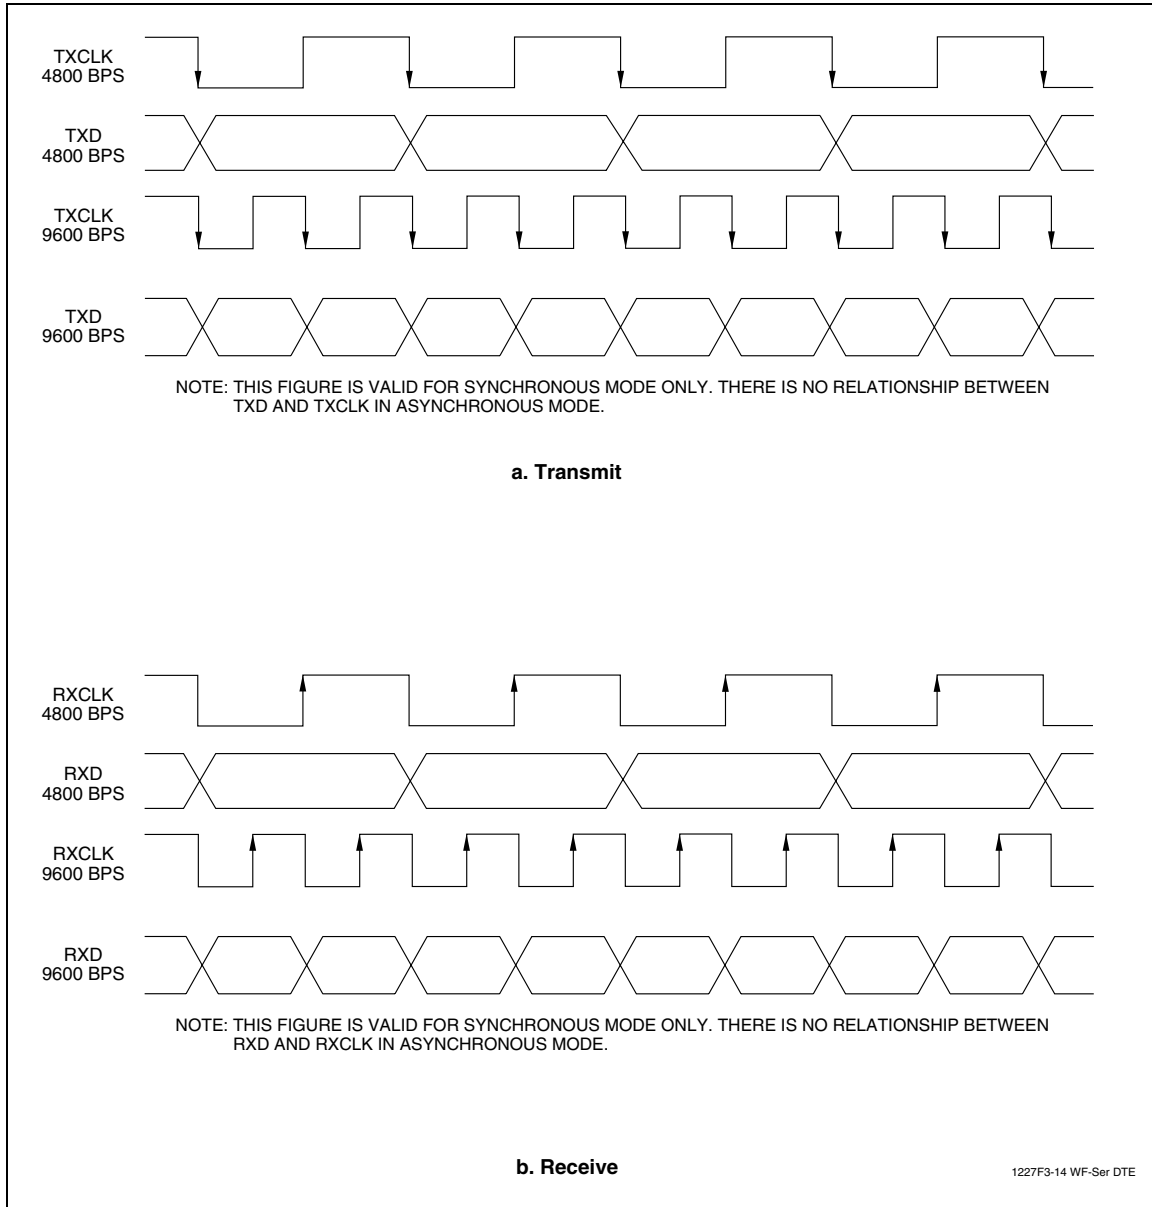 TXCLK
4800 BPS
TXD
4800 BPS
TXCLK
9600 BPS
TXD
9600 BPS
NOTE: THIS FIGURE IS VALID FOR SYNCHRONOUS MODE ONLY. THERE IS NO RELATIONSHIP BETWEEN
TXD AND TXCLK IN ASYNCHRONOUS MODE.
a. Transmit
RXCLK
4800 BPS
RXD
4800 BPS
RXCLK
9600 BPS
RXD
9600 BPS
NOTE: THIS FIGURE IS VALID FOR SYNCHRONOUS MODE ONLY. THERE IS NO RELATIONSHIP BETWEEN
RXD AND RXCLK IN ASYNCHRONOUS MODE.
b. Receive
1227F3-14 WF-Ser DTE